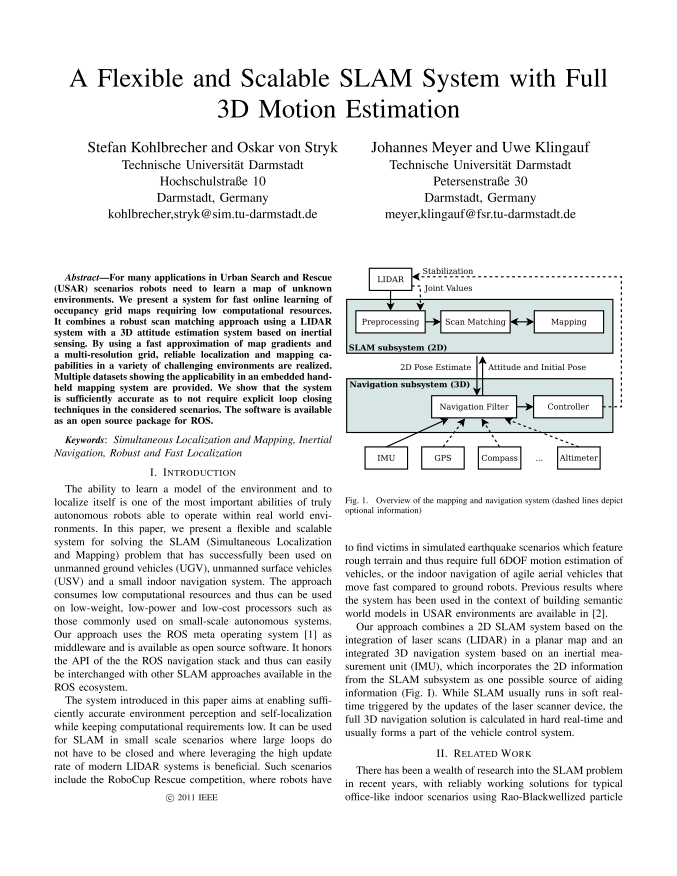 A Flexible and Scalable SLAM System with Full
3D Motion Estimation
Stefan Kohlbrecher and Oskar von Stryk
Technische Universität Darmstadt
Hochschulstraße 10
Darmstadt, Germany
kohlbrecher,stryk@sim.tu-darmstadt.de
Johannes Meyer and Uwe Klingauf
Technische Universität Darmstadt
Petersenstraße 30
Darmstadt, Germany
meyer,klingauf@fsr.tu-darmstadt.de
Abstract—For many applications in Urban Search and Rescue
(USAR) scenarios robots need to learn a map of unknown
environments. We present a system for fast online learning of
occupancy grid maps requiring low computational resources.
It combines a robust scan matching approach using a LIDAR
system with a 3D attitude estimation system based on inertial
sensing. By using a fast approximation of map gradients and
a multi-resolution grid, reliable localization and mapping ca-
pabilities in a variety of challenging environments are realized.
Multiple datasets showing the applicability in an embedded hand-
held mapping system are provided. We show that the system
is sufficiently accurate as to not require explicit loop closing
techniques in the considered scenarios. The software is available
as an open source package for ROS.
Keywords: Simultaneous Localization and Mapping, Inertial
Navigation, Robust and Fast Localization
I. INTRODUCTION
The ability to learn a model of the environment and to
localize itself is one of the most important abilities of truly
autonomous robots able to operate within real world envi-
ronments. In this paper, we present a flexible and scalable
system for solving the SLAM (Simultaneous Localization
and Mapping) problem that has successfully been used on
unmanned ground vehicles (UGV), unmanned surface vehicles
(USV) and a small indoor navigation system. The approach
consumes low computational resources and thus can be used
on low-weight, low-power and low-cost processors such as
those commonly used on small-scale autonomous systems.
Our approach uses the ROS meta operating system [1] as
middleware and is available as open source software. It honors
the API of the the ROS navigation stack and thus can easily
be interchanged with other SLAM approaches available in the
ROS ecosystem.
The system introduced in this paper aims at enabling suffi-
ciently accurate environment perception and self-localization
while keeping computational requirements low. It can be used
for SLAM in small scale scenarios where large loops do
not have to be closed and where leveraging the high update
rate of modern LIDAR systems is beneficial. Such scenarios
include the RoboCup Rescue competition, where robots have
© 2011 IEEE
LIDAR
Stabilization
Joint Values
Preprocessing
Scan Matching
Mapping
SLAM subsystem (2D)
2D Pose Estimate
Attitude and Initial Pose
Navigation subsystem (3D)
Navigation Filter
Controller
IMU
GPS
Compass
...
Altimeter
Fig. 1. Overview of the mapping and navigation system (dashed lines depict
optional information)
to find victims in simulated earthquake scenarios which feature
rough terrain and thus require full 6DOF motion estimation of
vehicles, or the indoor navigation of agile aerial vehicles that
move fast compared to ground robots. Previous results where
the system has been used in the context of building semantic
world models in USAR environments are available in [2].
Our approach combines a 2D SLAM system based on the
integration of laser scans (LIDAR) in a planar map and an
integrated 3D navigation system based on an inertial mea-
surement unit (IMU), which incorporates the 2D information
from the SLAM subsystem as one possible source of aiding
information (Fig. I). While SLAM usually runs in soft real-
time triggered by the updates of the laser scanner device, the
full 3D navigation solution is calculated in hard real-time and
usually forms a part of the vehicle control system.
II. RELATED WORK
There has been a wealth of research into the SLAM problem
in recent years, with reliably working solutions for typical
office-like indoor scenarios using Rao-Blackwellized particle